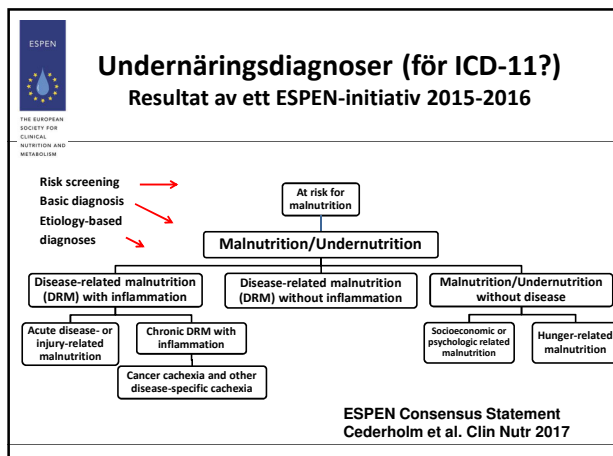 ESPEN
THE EUROPEAN
SOCIETY FOR
CLINICAL
NUTRITION AND
METABOLISM
Undernäringsdiagnoser (för ICD-11?)
Resultat av ett ESPEN-initiativ 2015-2016
Risk screening
Basic diagnosis
Etiology-based
diagnoses
At risk for
malnutrition
Malnutrition/Undernutrition
Disease-related malnutrition
(DRM) with inflammation
Disease-related malnutrition
(DRM) without inflammation
Malnutrition/Undernutrition
without disease
Acute disease- or
injury-related
malnutrition
Chronic DRM with
inflammation
Socioeconomic or
psychologic related
malnutrition
Hunger-related
malnutrition
Cancer cachexia and other
disease-specific cachexia
ESPEN Consensus Statement
Cederholm et al. Clin Nutr 2017